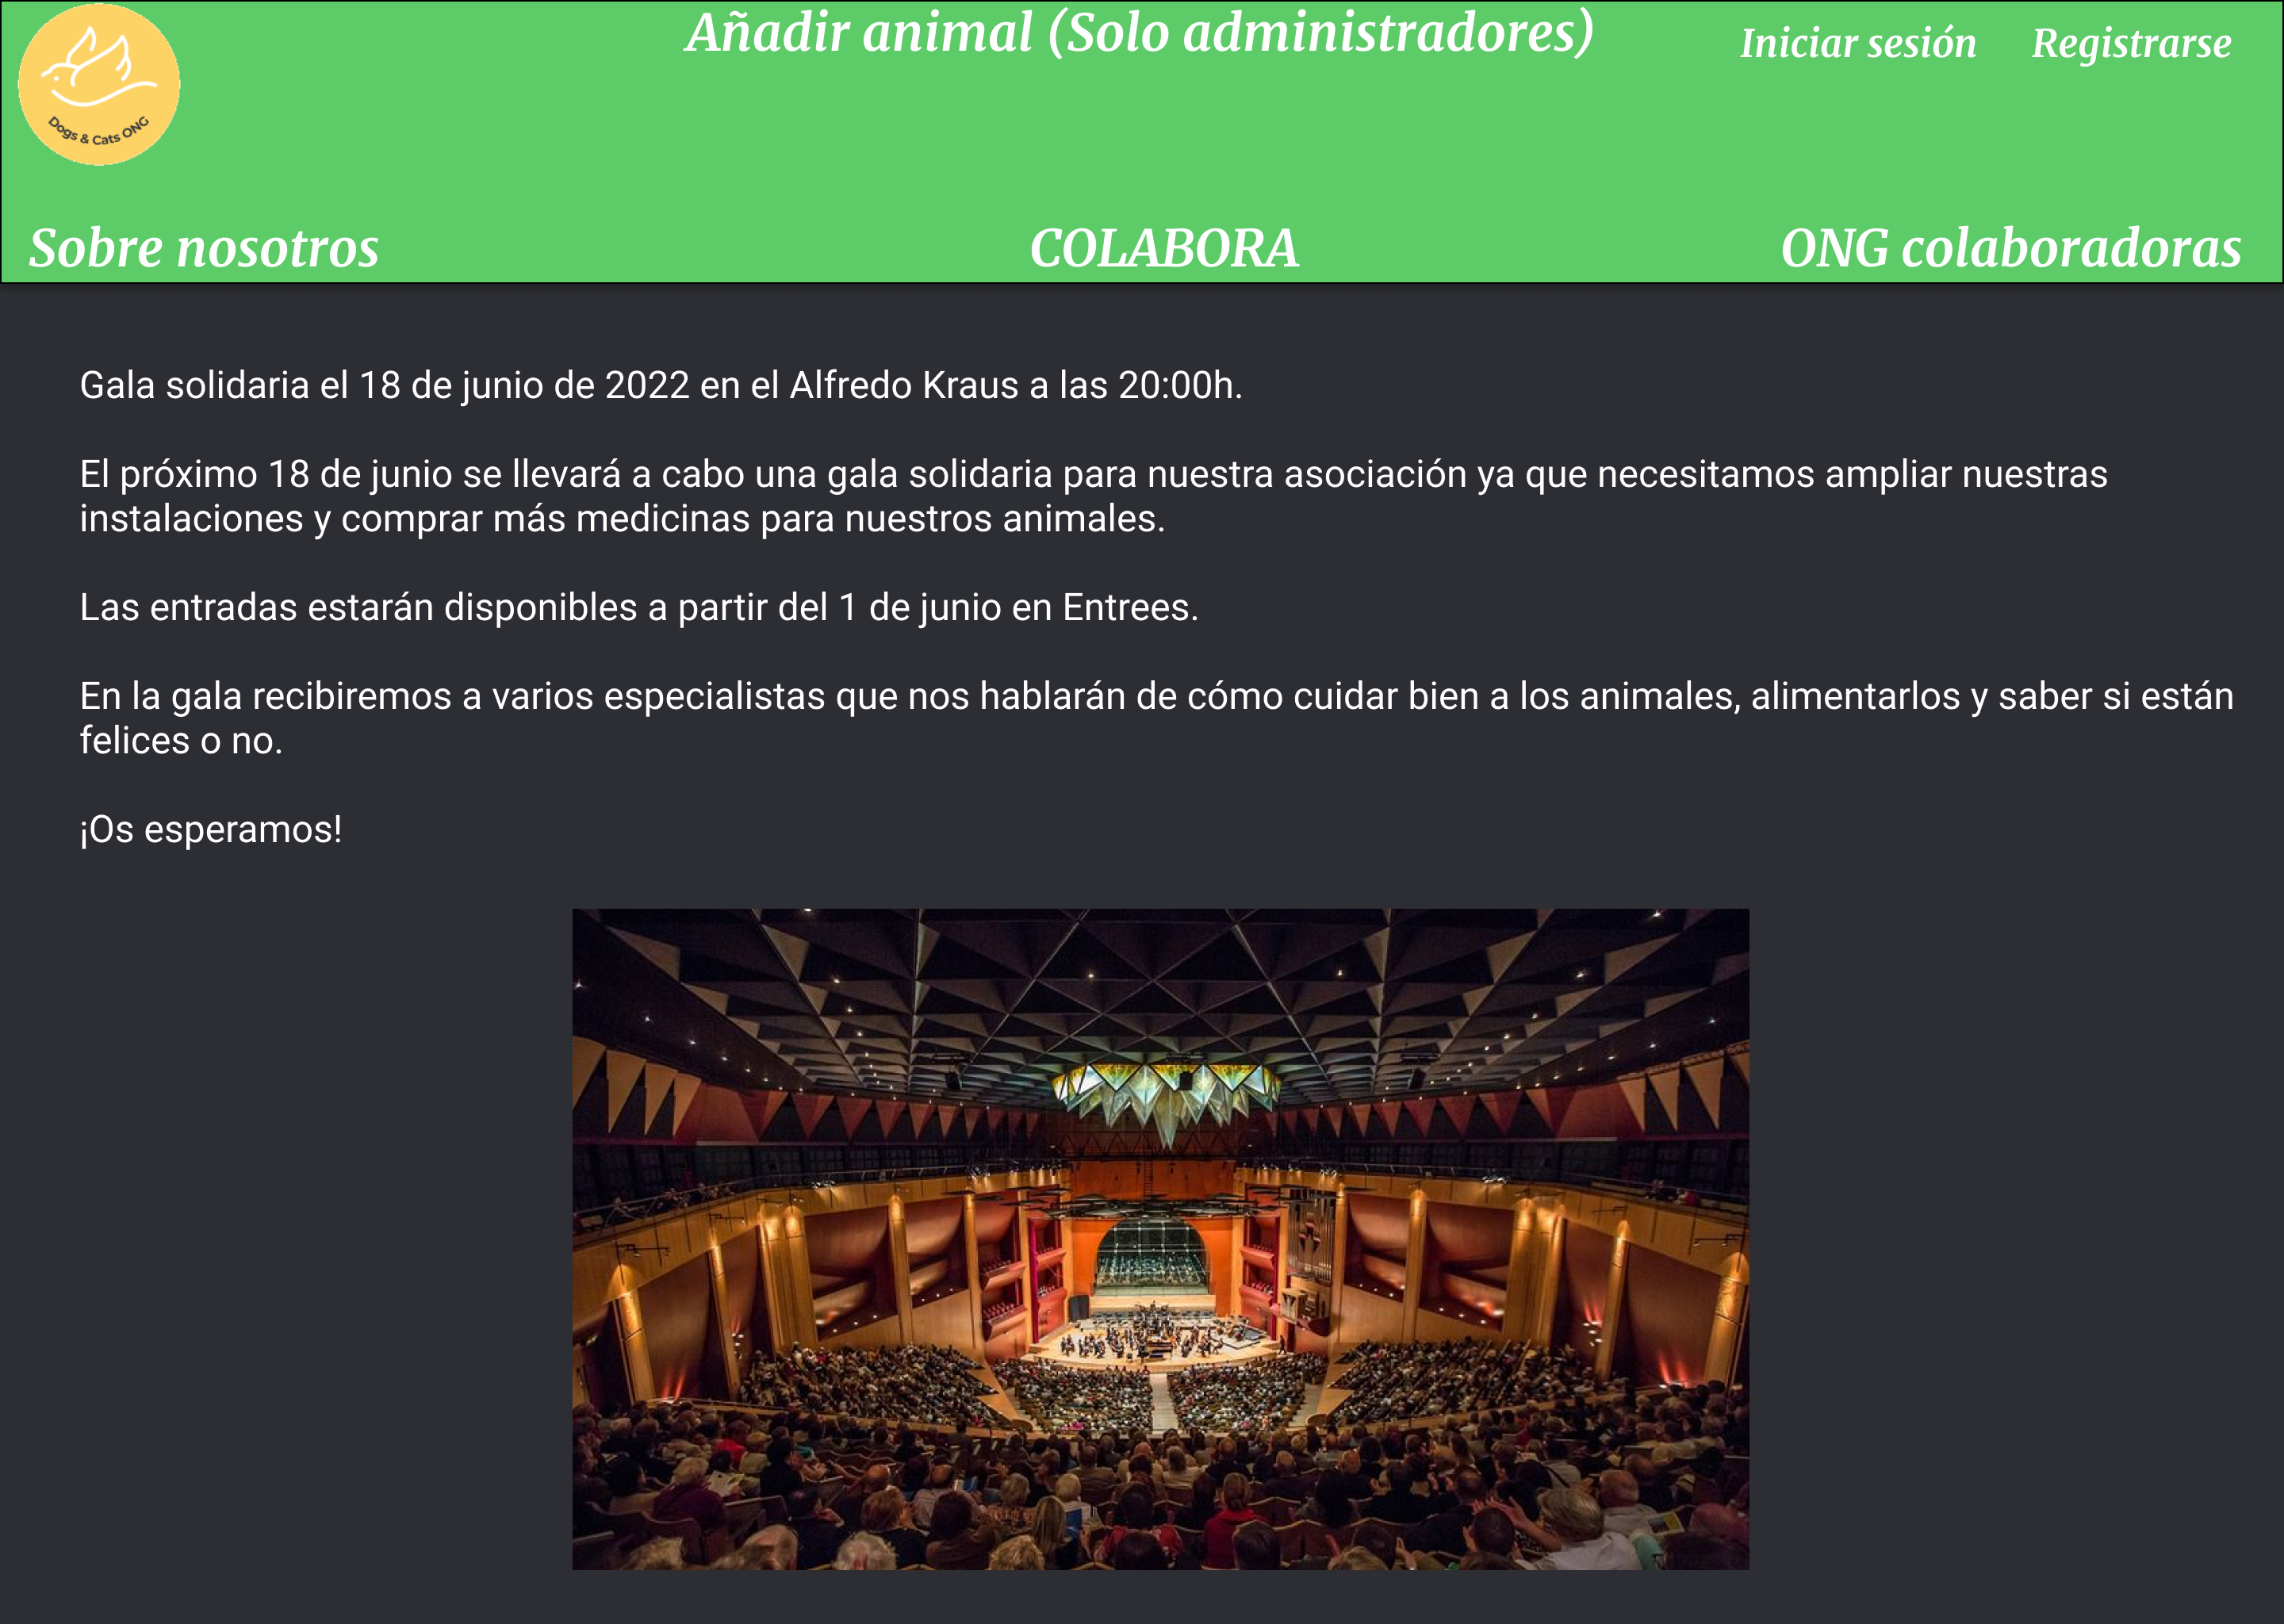 Añadir animal (Solo administradores)
Iniciar sesión
Registrarse
Dogs & Cats ONG
Sobre nosotros
COLABORA
ONG colaboradoras
Gala solidaria el 18 de junio de 2022 en el Alfredo Kraus a las 20:00h.
El próximo 18 de junio se llevará a cabo una gala solidaria para nuestra asociación ya que necesitamos ampliar nuestras
instalaciones y comprar más medicinas para nuestros animales.
Las entradas estarán disponibles a partir del 1 de junio en Entrees.
En la gala recibiremos a varios especialistas que nos hablarán de cómo cuidar bien a los animales, alimentarlos y saber si están
felices o no.
¡Os esperamos!